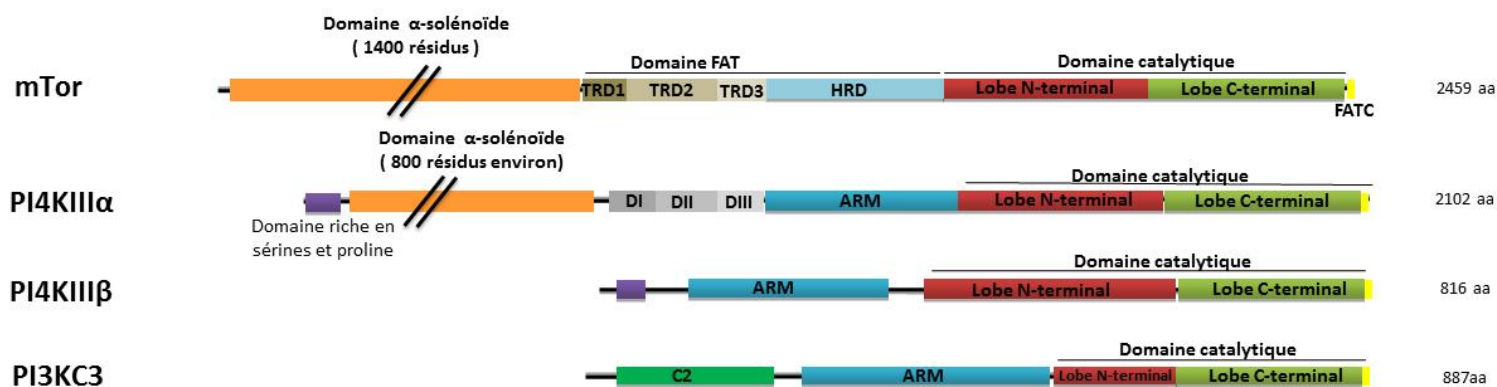 Domaine α-solénoïde
( 1400 résidus )
Domaine FAT
Domaine catalytique
mTor
TRD1 TRD2 TRD3 HRD Lobe N-terminal Lobe C-terminal
2459 aa
FATC
Domaine α-solénoïde
( 800 résidus environ)
Domaine catalytique
PI4KIIIα
DI DII DIII ARM Lobe N-terminal Lobe C-terminal
2102 aa
Domaine riche en
sérines et proline
Domaine catalytique
PI4KIIIβ
ARM Lobe N-terminal Lobe C-terminal
816 aa
Domaine catalytique
PI3KC3
C2 ARM Lobe N-terminal Lobe C-terminal
887aa